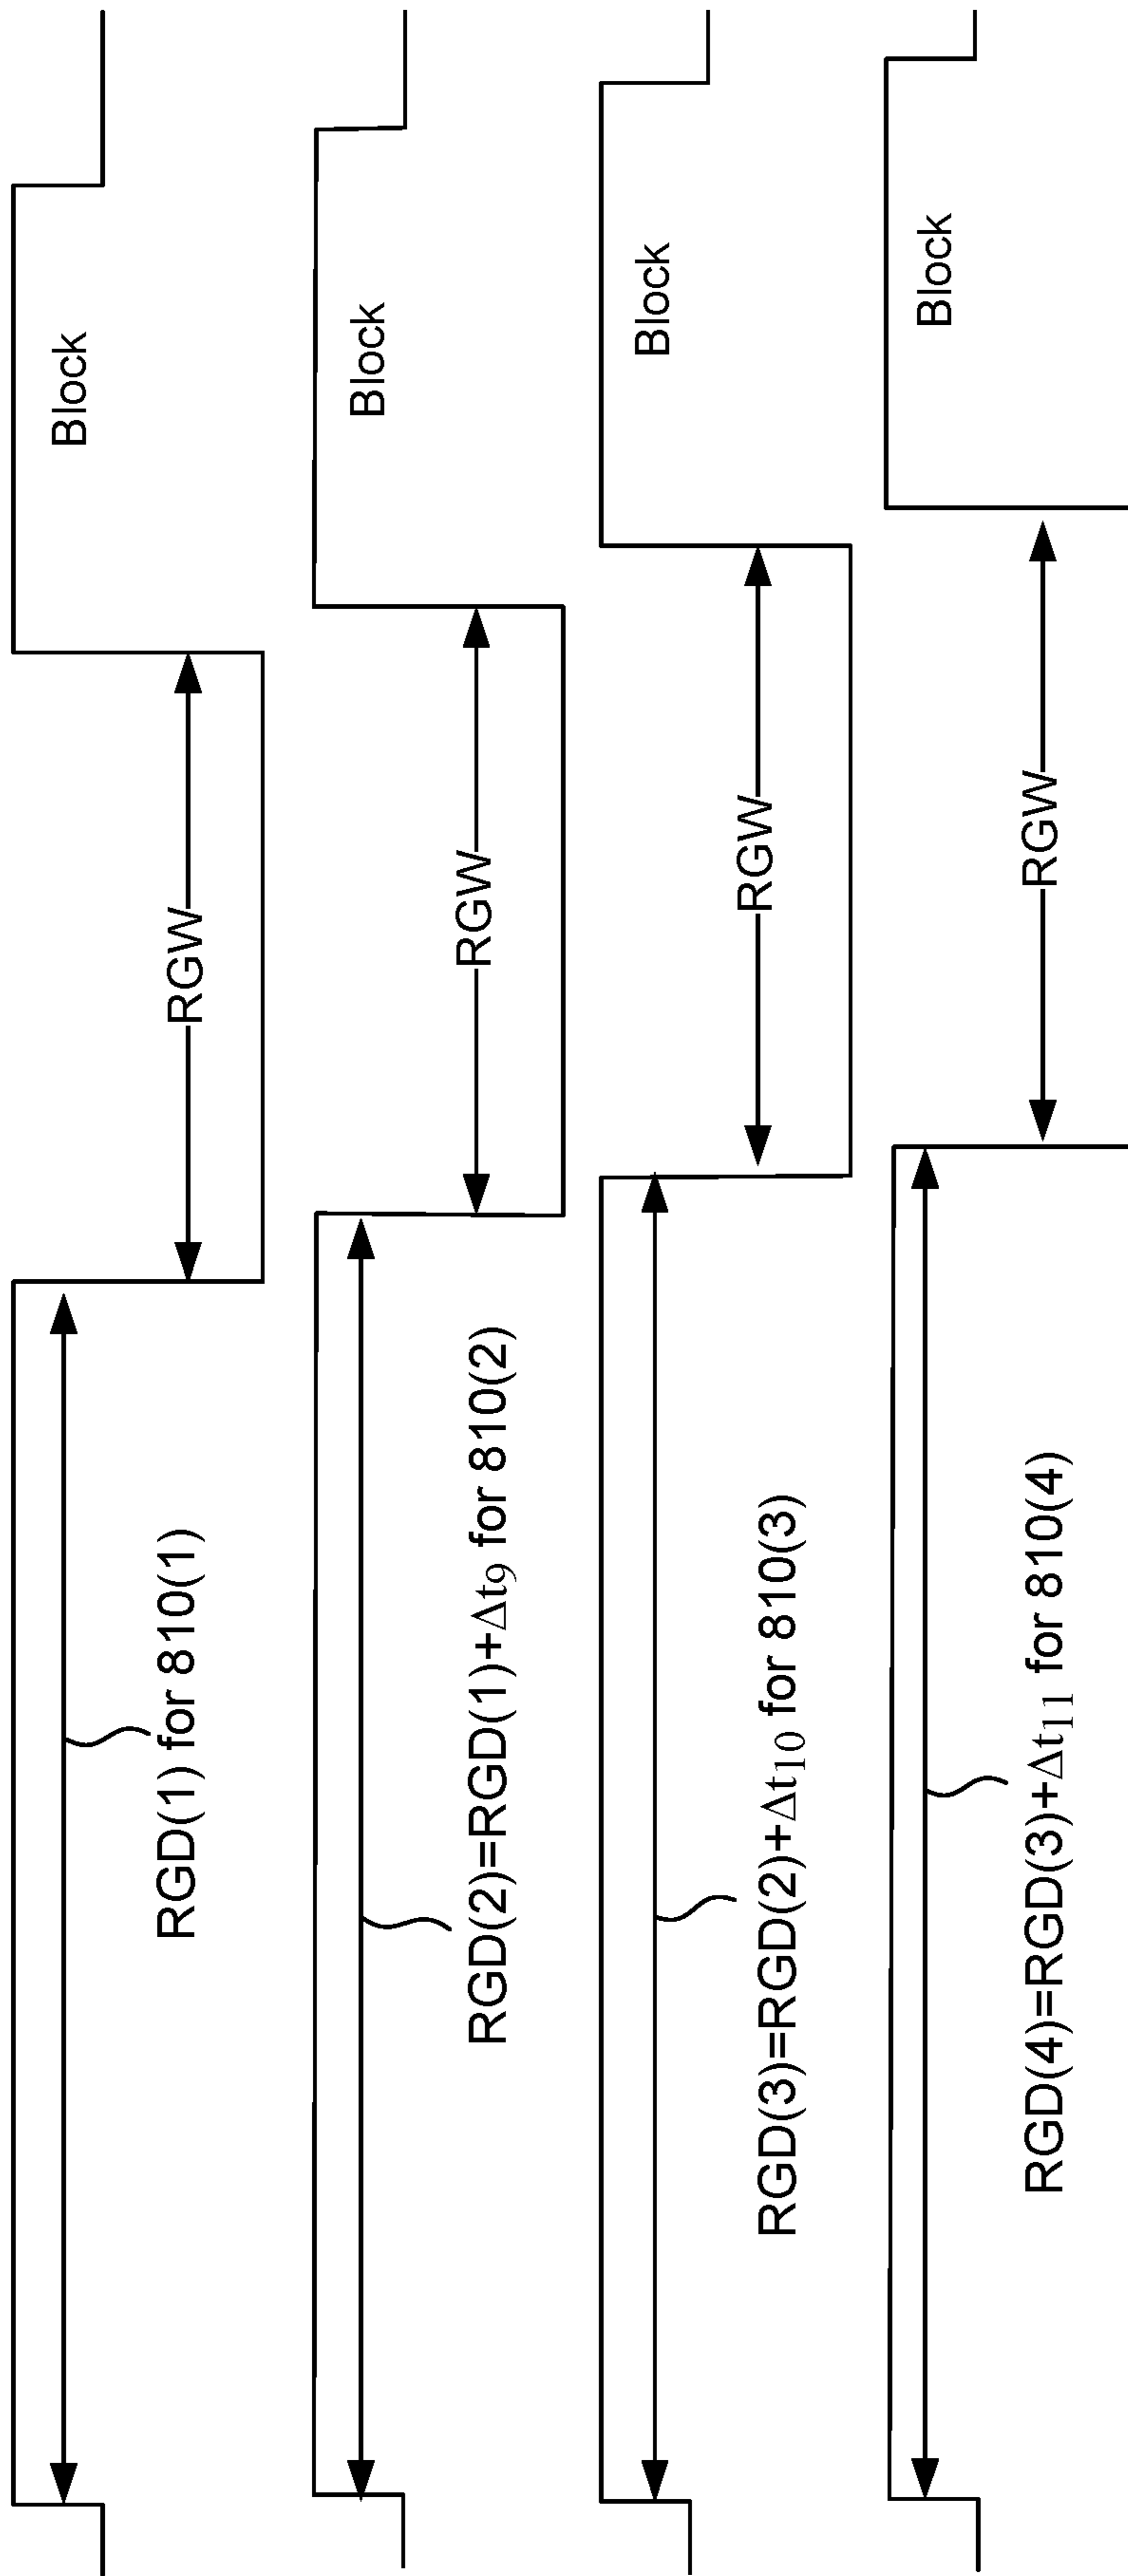 RGD(1) for 810(1)
RGW
Block
RGD(2)=RGD(1)+Δt9 for 810(2)
RGW
Block
RGD(3)=RGD(2)+Δt10 for 810(3)
RGW
Block
RGD(4)=RGD(3)+Δt11 for 810(4)
RGW
Block